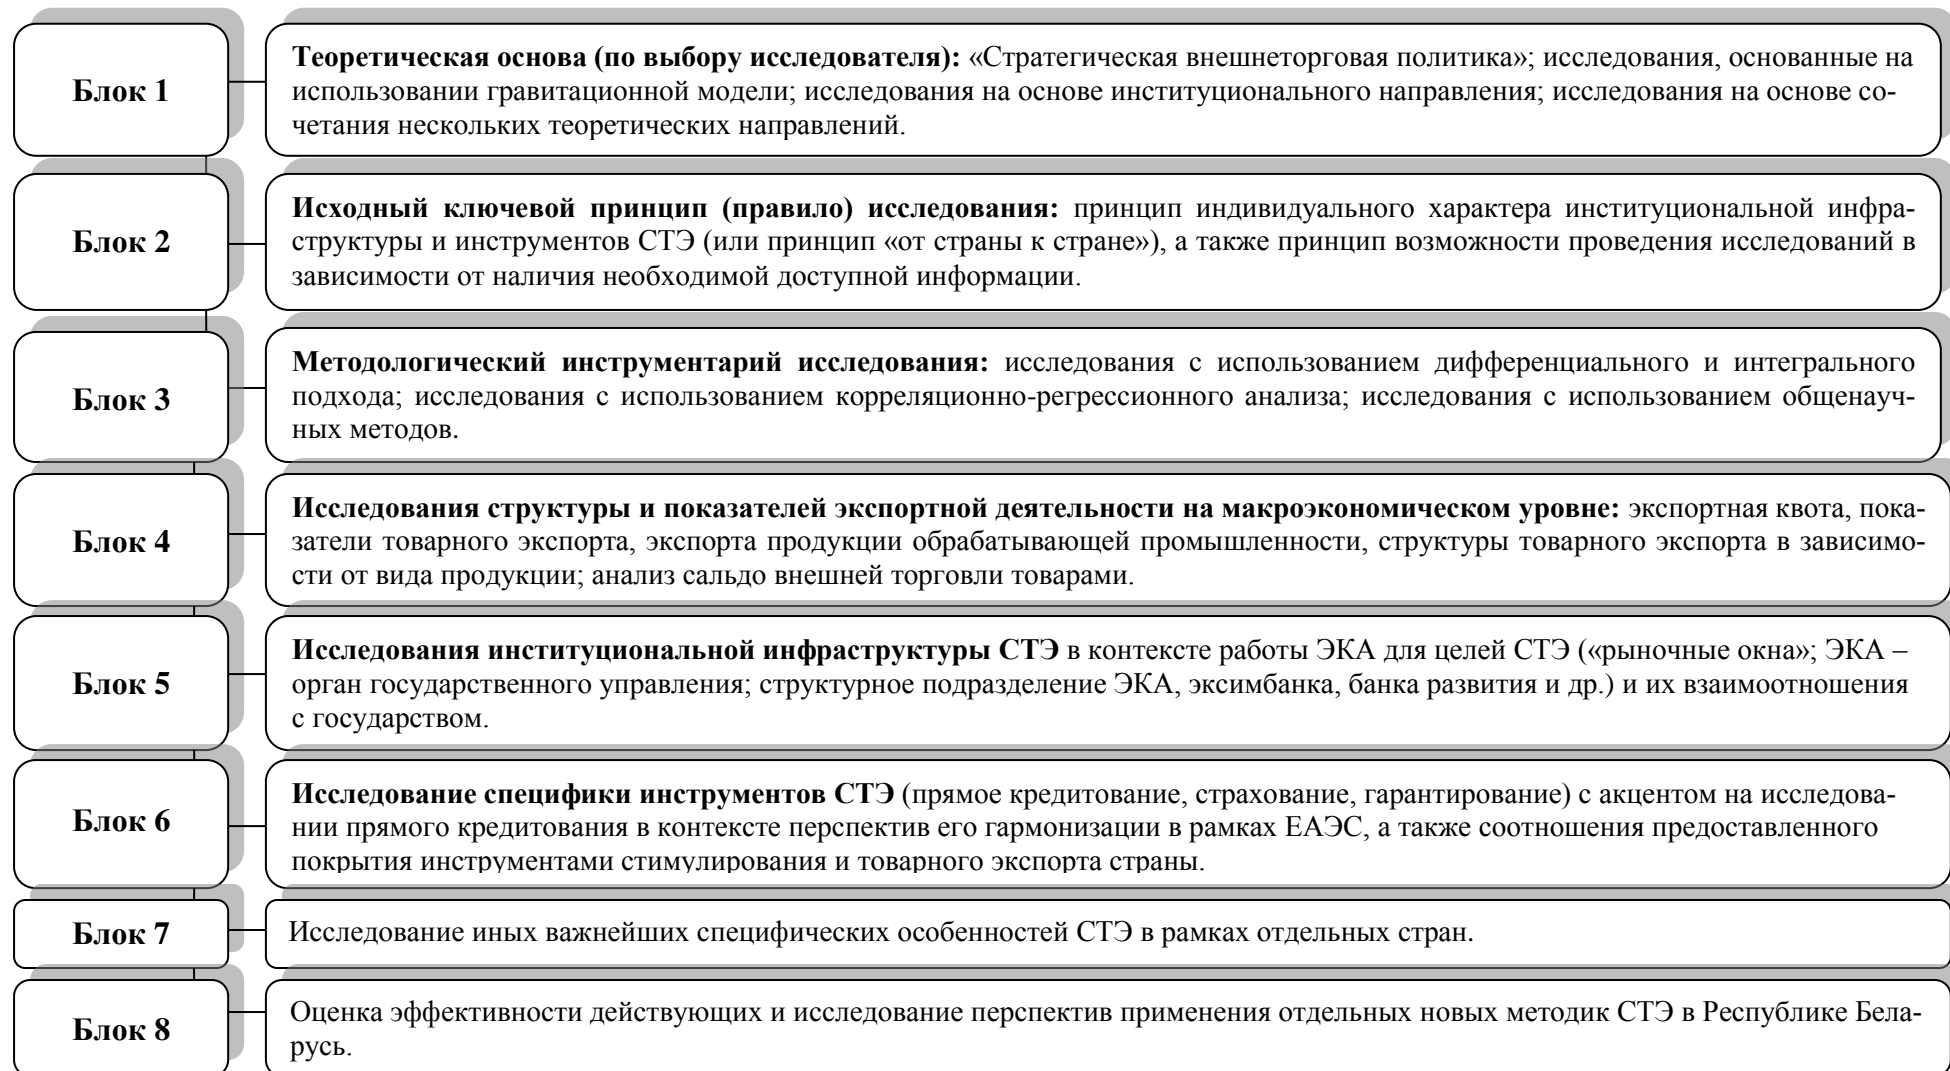 Блок 1
Теоретическая основа (по выбору исследователя): «Стратегическая внешнеторговая политика»; исследования, основанные на
использовании гравитационной модели; исследования на основе институционального направления; исследования на основе со-
четания нескольких теоретических направлений.
Блок 2
Исходный ключевой принцип (правило) исследования: принцип индивидуального характера институциональной инфра-
структуры и инструментов СТЭ (или принцип «от страны к стране»), а также принцип возможности проведения исследований в
зависимости от наличия необходимой доступной информации.
Блок 3
Методологический инструментарий исследования: исследования с использованием дифференциального и интегрального
подхода; исследования с использованием корреляционно-регрессионного анализа; исследования с использованием общенауч-
ных методов.
Блок 4
Исследования структуры и показателей экспортной деятельности на макроэкономическом уровне: экспортная квота, пока-
затели товарного экспорта, экспорта продукции обрабатывающей промышленности, структуры товарного экспорта в зависимо-
сти от вида продукции; анализ сальдо внешней торговли товарами.
Блок 5
Исследования институциональной инфраструктуры СТЭ в контексте работы ЭКА для целей СТЭ («рыночные окна»; ЭКА –
орган государственного управления; структурное подразделение ЭКА, эксимбанка, банка развития и др.) и их взаимоотношения
с государством.
Блок 6
Исследование специфики инструментов СТЭ (прямое кредитование, страхование, гарантирование) с акцентом на исследова-
нии прямого кредитования в контексте перспектив его гармонизации в рамках ЕАЭС, а также соотношения предоставленного
покрытия инструментами стимулирования и товарного экспорта страны.
Блок 7
Исследование иных важнейших специфических особенностей СТЭ в рамках отдельных стран.
Блок 8
Оценка эффективности действующих и исследование перспектив применения отдельных новых методик СТЭ в Республике Бела-
русь.